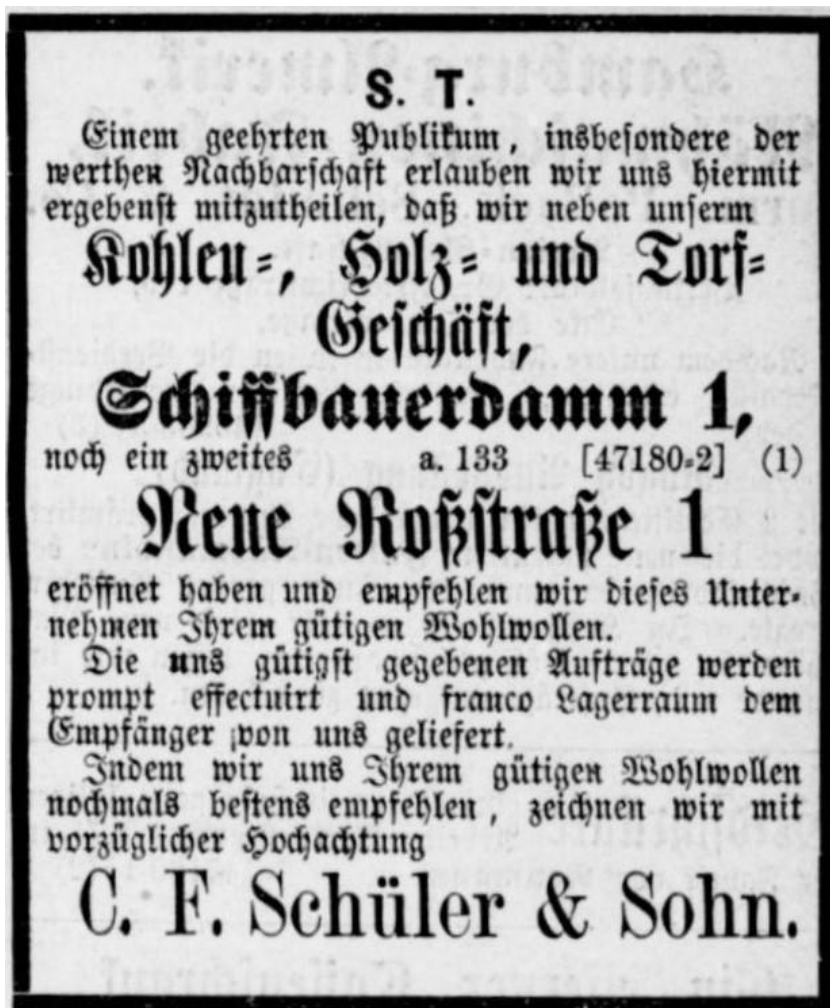 S. T.
Einem geehrten Publikum, insbesondere der
werthen Nachbarschaft erlauben wir uns hiermit
ergebenst mitzutheilen, daß wir neben unserm
Kohlen-, Holz- und Torf-
Geschäft,
Schiffbauerdamm 1,
noch ein zweites a. 133 [47180-2] (1)
Neue Roßstraße 1
eröffnet haben und empfehlen wir dieses Unter-
nehmen Ihrem gütigen Wohlwollen.
Die uns gütigst gegebenen Aufträge werden
prompt effectuirt und franco Lagerraum dem
Empfänger von uns geliefert.
Indem wir uns Ihrem gütigen Wohlwollen
nochmals bestens empfehlen, zeichnen wir mit
vorzüglicher Hochachtung
C. F. Schüler & Sohn.